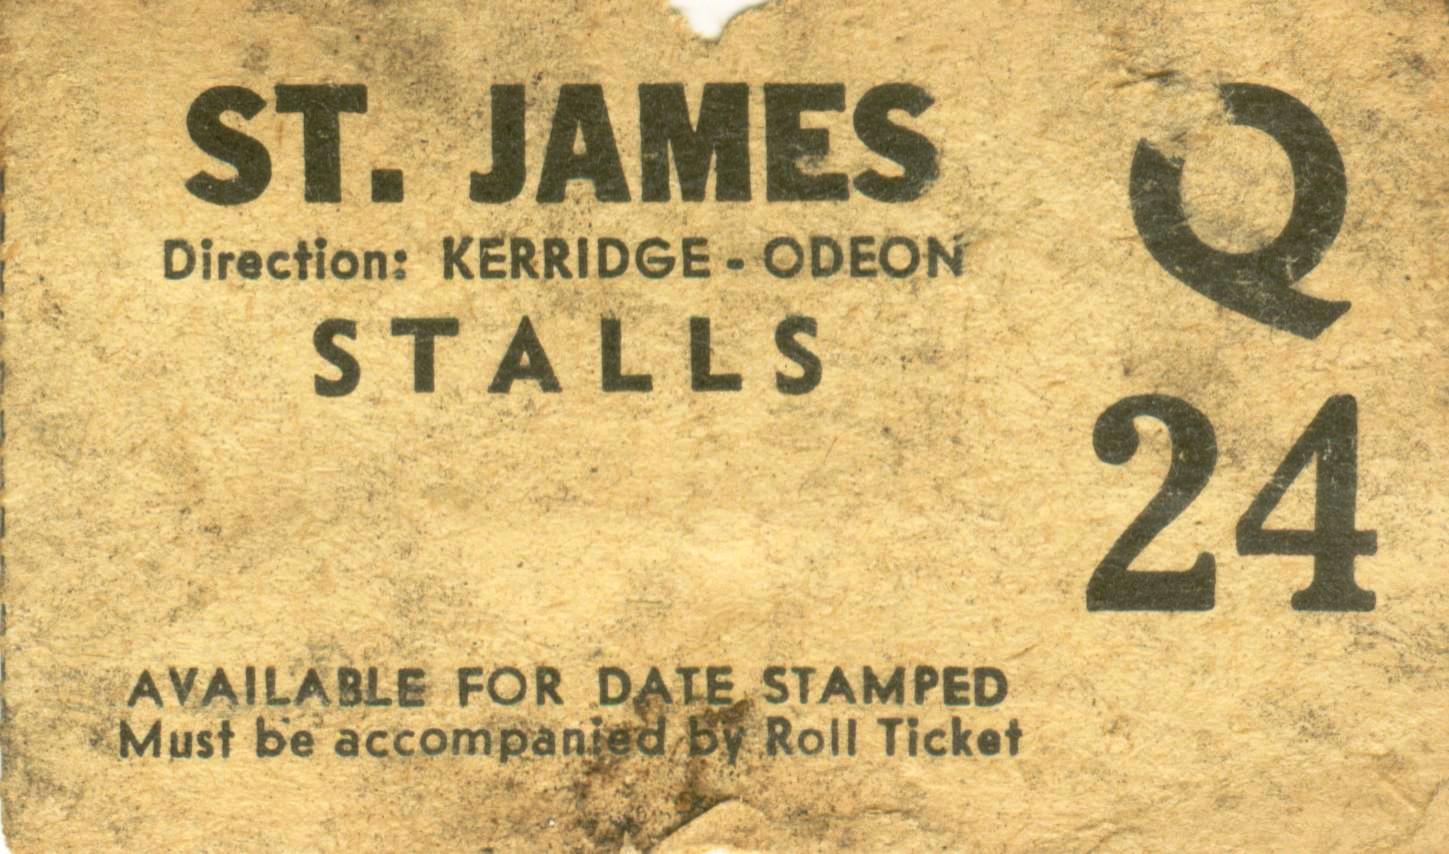 ST. JAMES
Direction: KERRIDGE - ODEON
STALLS
Q
24
AVAILABLE FOR DATE STAMPED
Must be accompanied by Roll Ticket